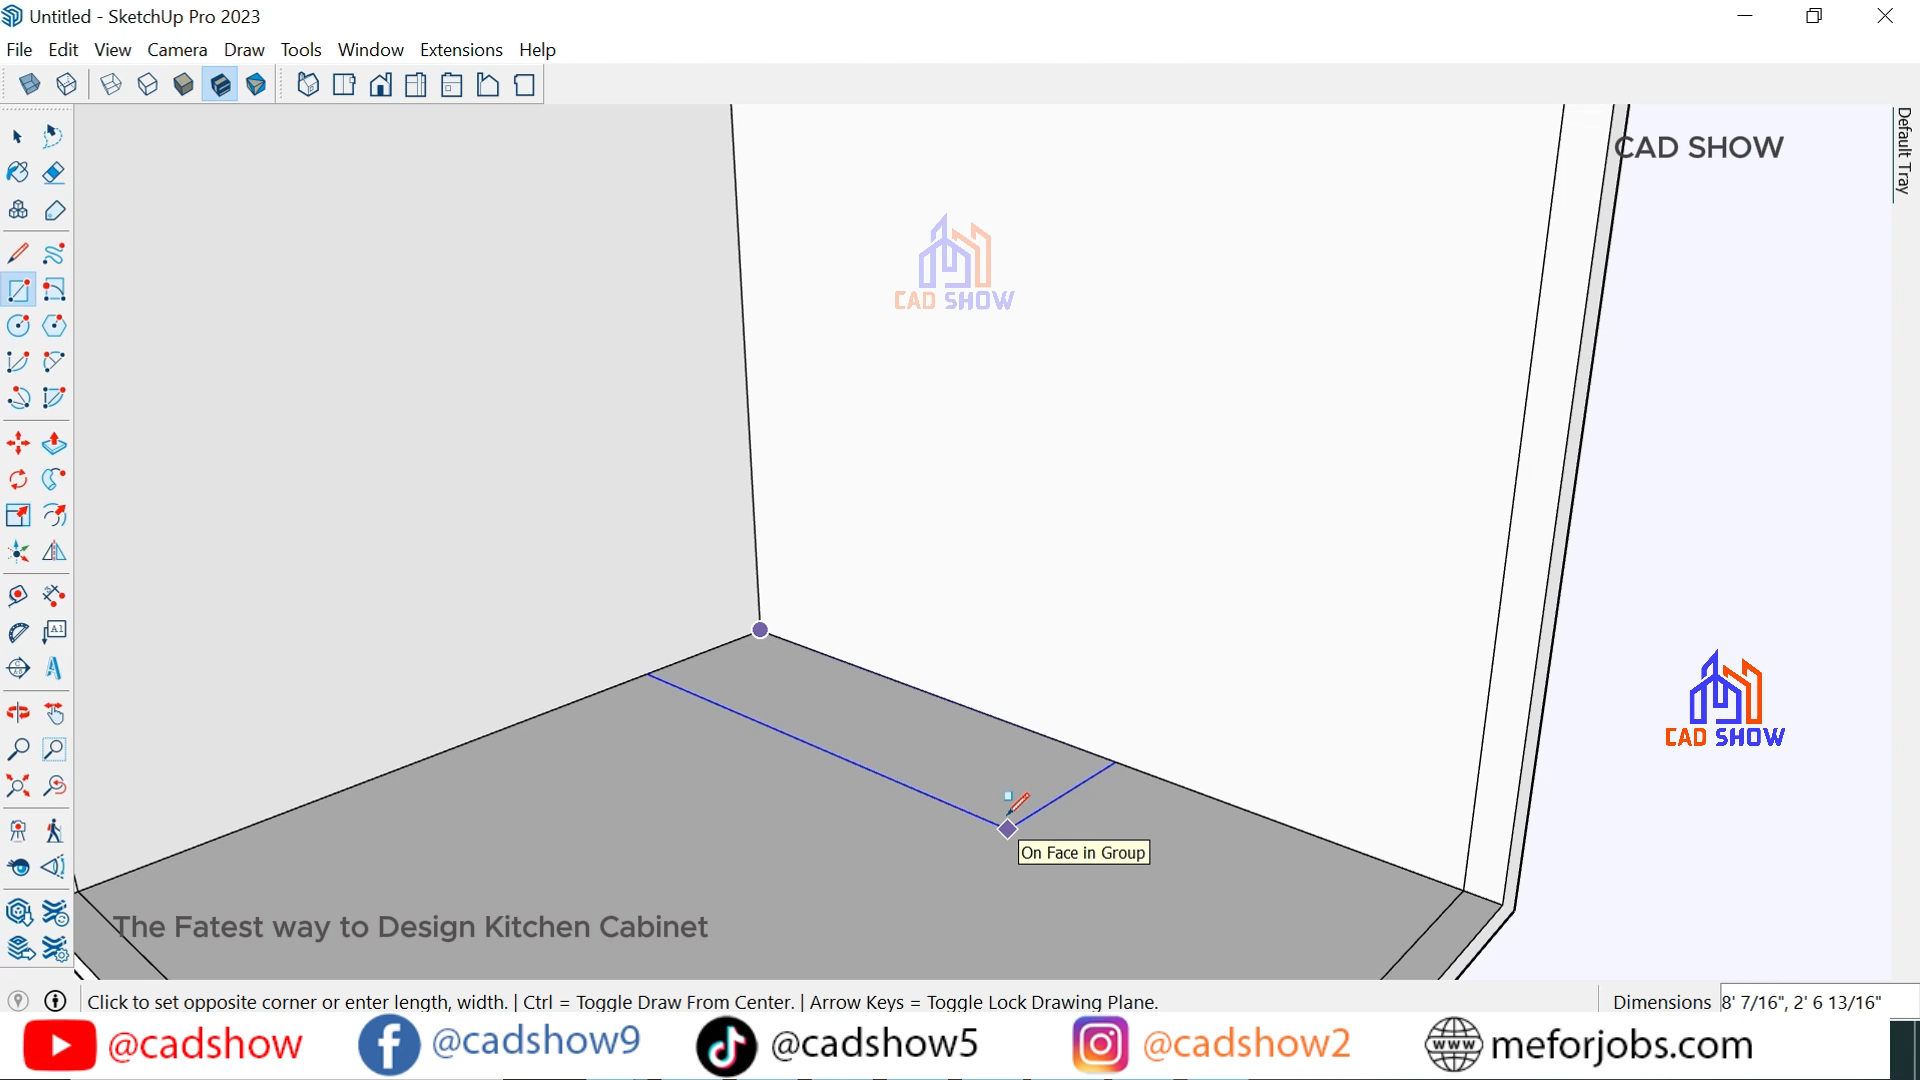 Untitled - SketchUp Pro 2023
File Edit View Camera Draw Tools Window Extensions Help
Default Tray
CAD SHOW
CAD SHOW
A1
On Face in Group
CAD SHOW
The Fatest way to Design Kitchen Cabinet
Click to set opposite corner or enter length, width. | Ctrl = Toggle Draw From Center. | Arrow Keys = Toggle Lock Drawing Plane.
Dimensions 8' 7/16", 2' 6 13/16"
@cadshow @cadshow9 @cadshow5 @cadshow2 www meforjobs.com